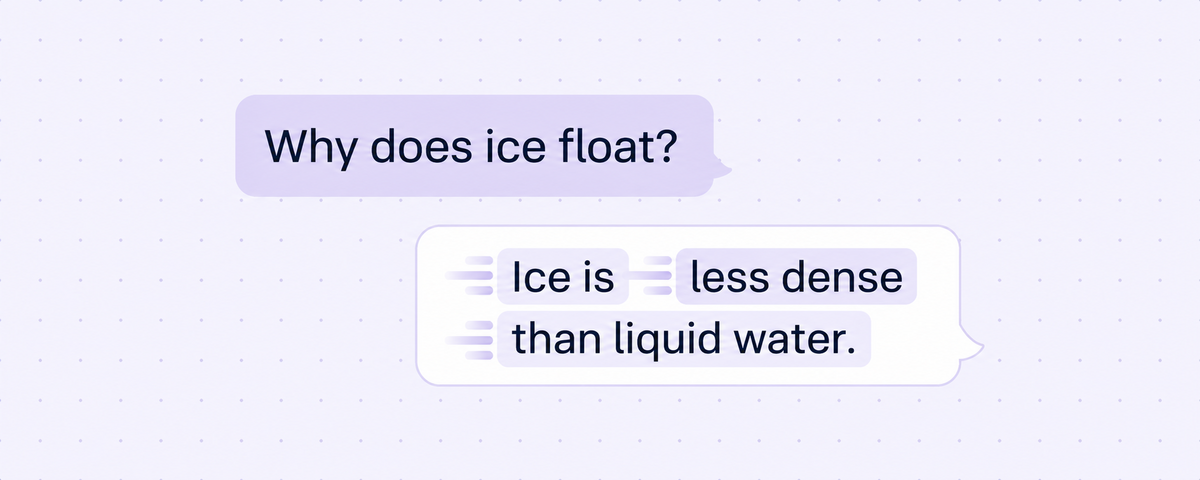 Why does ice float?
Ice is less dense
than liquid water.